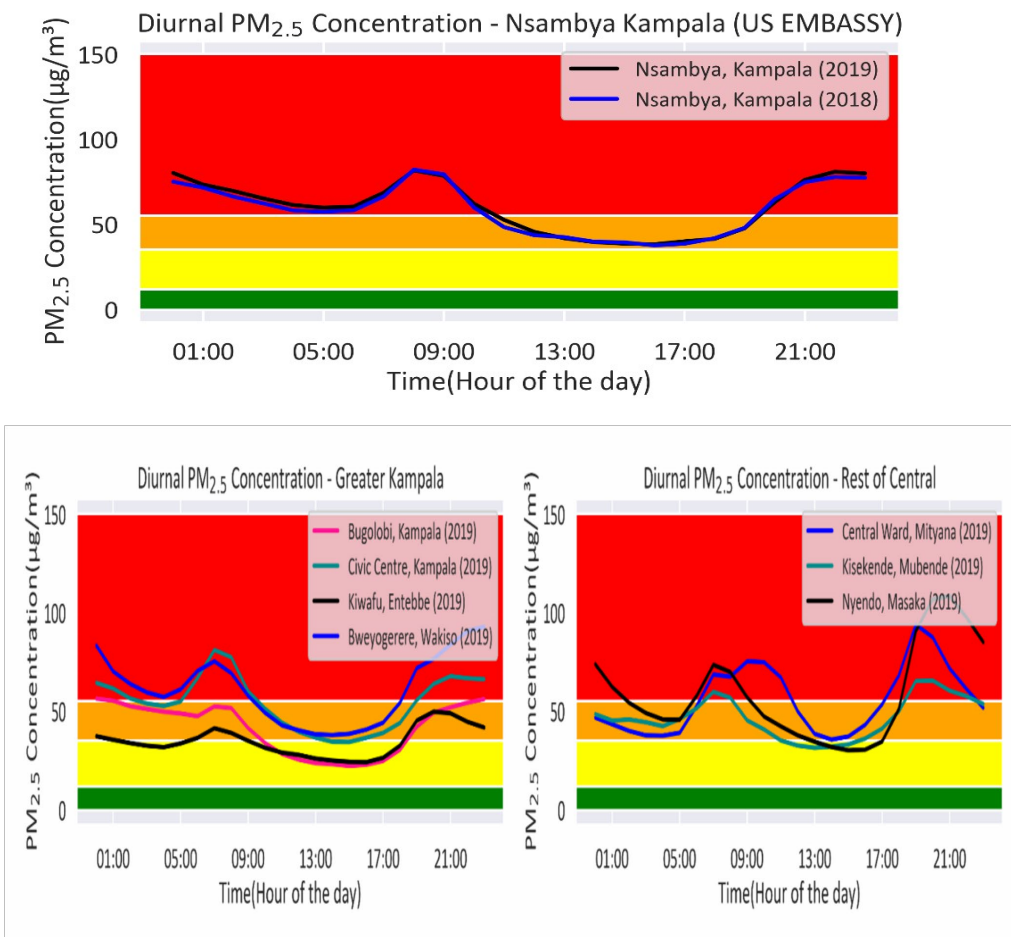 Diurnal PM2.5 Concentration - Nsambya Kampala (US EMBASSY)
PM2.5 Concentration(µg/m³)
150
100
50
0
Nsambya, Kampala (2019)
Nsambya, Kampala (2018)
01:00 05:00 09:00 13:00 17:00 21:00
Time(Hour of the day)
Diurnal PM2.5 Concentration - Greater Kampala
PM2.5 Concentration(µg/m³)
150
100
50
0
Bugolobi, Kampala (2019)
Civic Centre, Kampala (2019)
Kiwafu, Entebbe (2019)
Bweyogerere, Wakiso (2019)
01:00 05:00 09:00 13:00 17:00 21:00
Time(Hour of the day)
Diurnal PM2.5 Concentration - Rest of Central
PM2.5 Concentration(µg/m³)
150
100
50
0
Central Ward, Mityana (2019)
Kisekende, Mubende (2019)
Nyendo, Masaka (2019)
01:00 05:00 09:00 13:00 17:00 21:00
Time(Hour of the day)